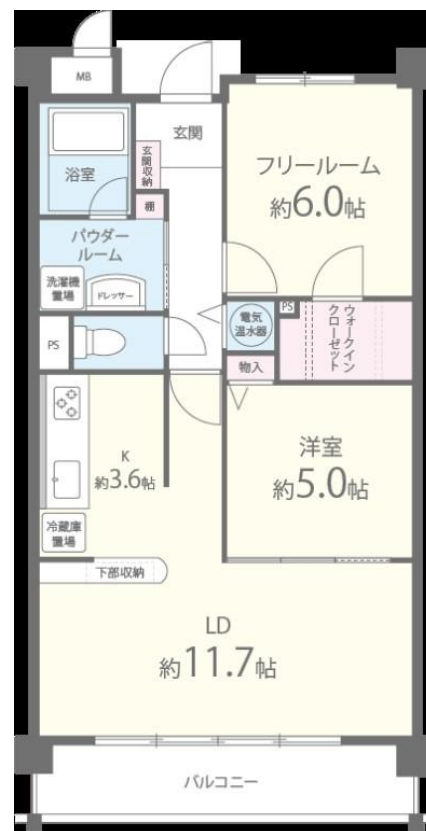 MB
玄関
浴室
玄関収納
フリールーム
約6.0帖
棚
パウダー
ルーム
洗濯機
置場
ドレッサー
PS
電気
温水器
PS
ウォークイン
クローゼット
物入
K
約3.6帖
洋室
約5.0帖
冷蔵庫
置場
下部収納
LD
約11.7帖
バルコニー